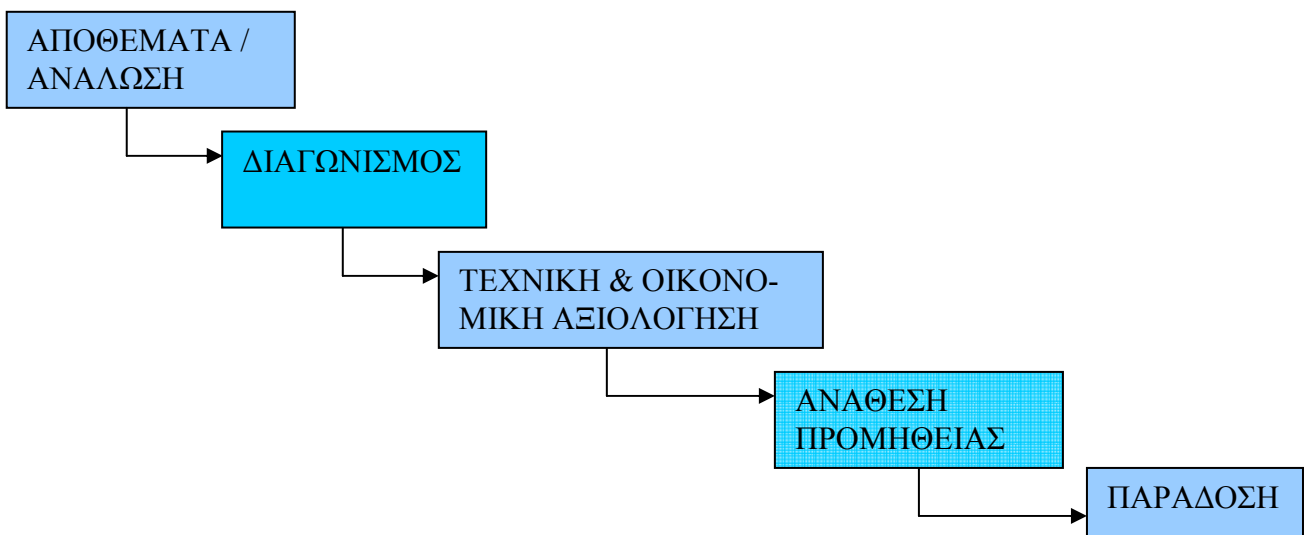 ΑΠΟΘΕΜΑΤΑ /
ΑΝΑΛΩΣΗ
ΔΙΑΓΩΝΙΣΜΟΣ
ΤΕΧΝΙΚΗ & ΟΙΚΟΝΟ-
ΜΙΚΗ ΑΞΙΟΛΟΓΗΣΗ
ΑΝΑΘΕΣΗ
ΠΡΟΜΗΘΕΙΑΣ
ΠΑΡΑΔΟΣΗ